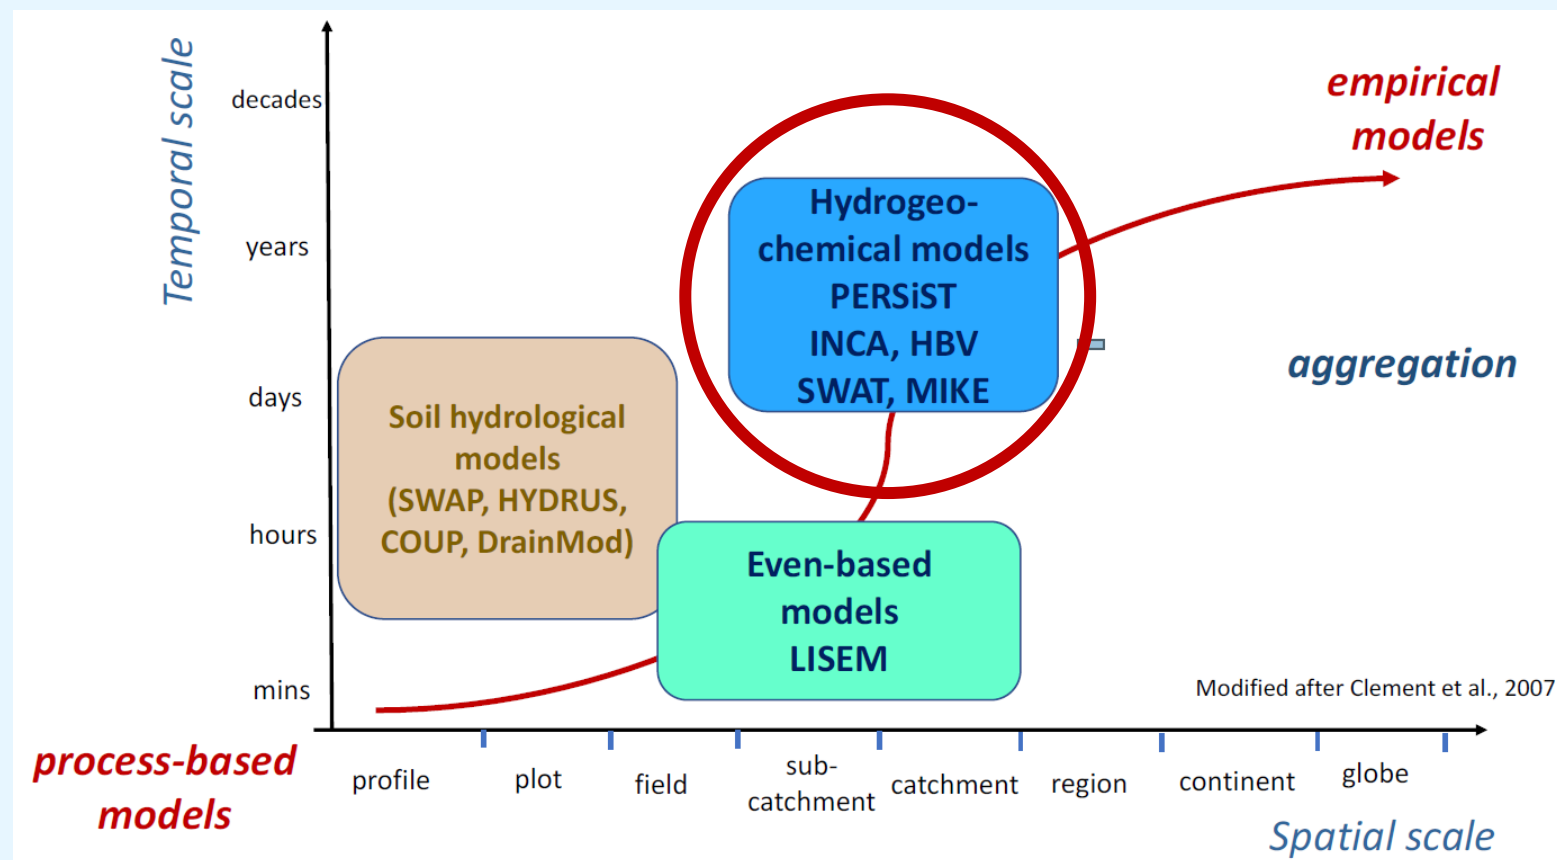 Temporal scale
decades
years
days
hours
mins
empirical
models
Hydrogeo-
chemical models
PERSiST
INCA, HBV
SWAT, MIKE
aggregation
Soil hydrological
models
(SWAP, HYDRUS,
COUP, DrainMod)
Even-based
models
LISEM
Modified after Clement et al., 2007
process-based
models
profile
plot
field
sub-
catchment
catchment
region
continent
globe
Spatial scale